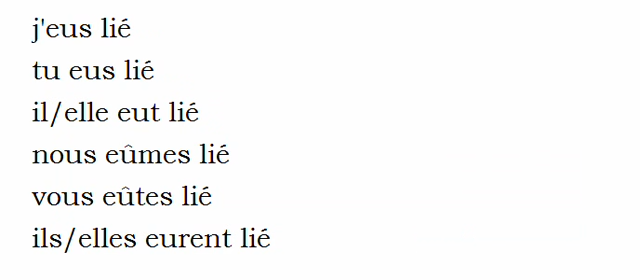 j'eus lié
tu eus lié
il/elle eut lié
nous eûmes lié
vous eûtes lié
ils/elles eurent lié